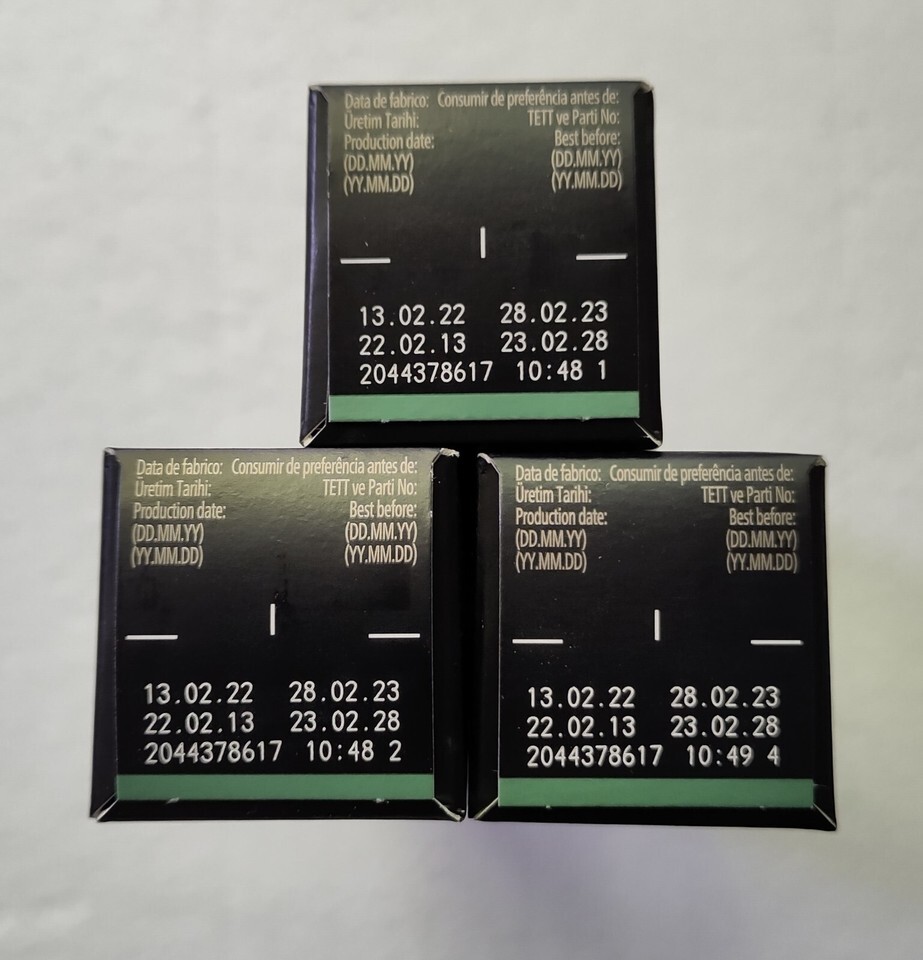 Data de fabrico: Consumir de preferência antes de:
Üretim Tarihi: TETT ve Parti No:
Production date: Best before:
(DD.MM.YY) (DD.MM.YY)
(YY.MM.DD) (YY.MM.DD)
13.02.22 28.02.23
22.02.13 23.02.28
2044378617 10:48 1
Data de fabrico: Consumir de preferência antes de:
Üretim Tarihi: TETT ve Parti No:
Production date: Best before:
(DD.MM.YY) (DD.MM.YY)
(YY.MM.DD) (YY.MM.DD)
13.02.22 28.02.23
22.02.13 23.02.28
2044378617 10:48 2
Data de fabrico: Consumir de preferência antes de:
Üretim Tarihi: TETT ve Parti No:
Production date: Best before:
(DD.MM.YY) (DD.MM.YY)
(YY.MM.DD) (YY.MM.DD)
13.02.22 28.02.23
22.02.13 23.02.28
2044378617 10:49 4